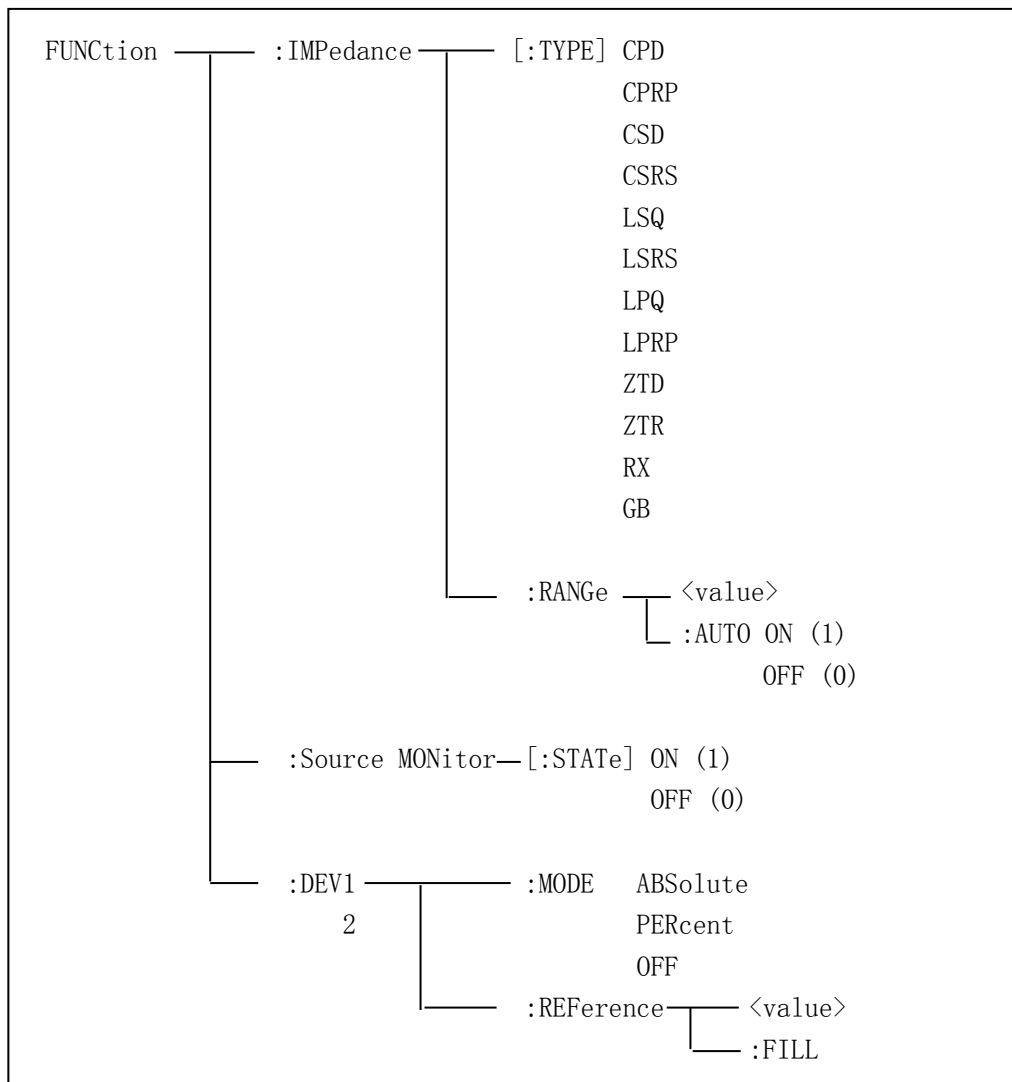 FUNCtion :IMPedance [:TYPE] CPD
CPRP
CSD
CSRS
LSQ
LSRS
LPQ
LPRP
ZTD
ZTR
RX
GB
:RANGe <value>
:AUTO ON (1)
OFF (0)
:Source MONitor [:STATe] ON (1)
OFF (0)
:DEV1 :MODE ABSolute
2 PERcent
OFF
:REFerence <value>
:FILL